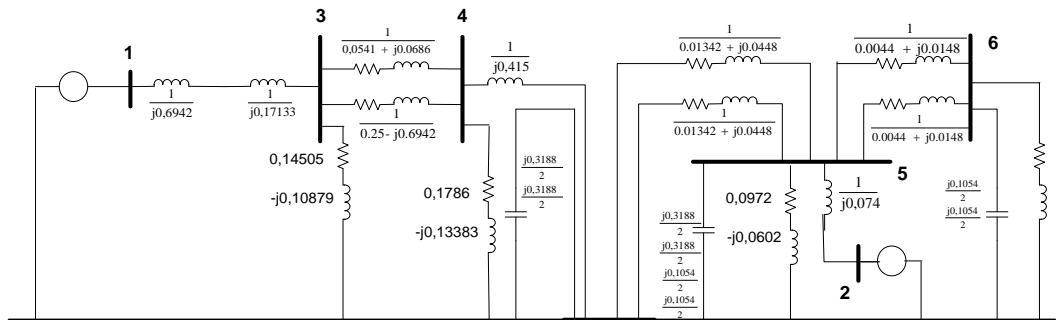 1
3
4
6
5
2
1
j0,6942
1
j0,17133
1
0,0541 + j0.0686
1
0.25- j0.6942
0,14505
-j0,10879
1
j0,415
0,1786
-j0,13383
j0,3188
2
j0,3188
2
1
0.01342 + j0.0448
1
0.01342 + j0.0448
1
0.0044 + j0.0148
1
0.0044 + j0.0148
j0,3188
2
j0,3188
2
j0,1054
2
j0,1054
2
0,0972
-j0,0602
1
j0,074
j0,1054
2
j0,1054
2